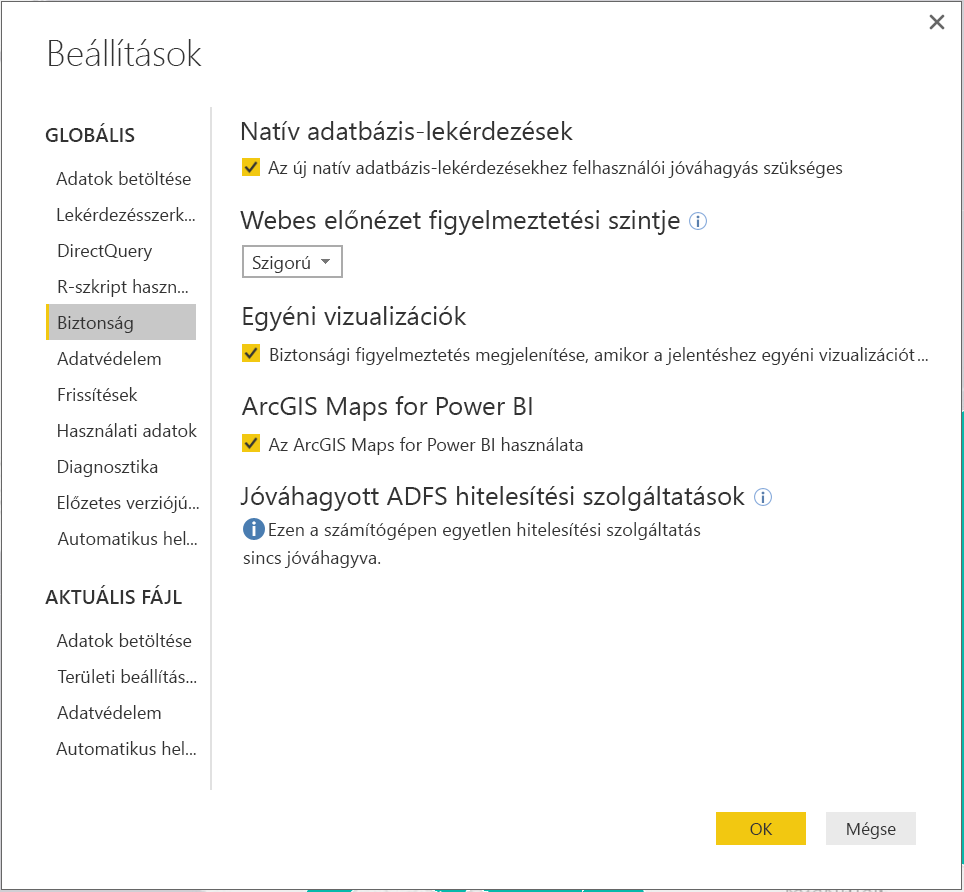 Beállítások
GLOBÁLIS
Adatok betöltése
Lekérdezésszerk...
DirectQuery
R-szkript haszn...
Biztonság
Adatvédelem
Frissítések
Használati adatok
Diagnosztika
Előzetes verziójú...
Automatikus hel...
AKTUÁLIS FÁJL
Adatok betöltése
Területi beállítás...
Adatvédelem
Automatikus hel...
Natív adatbázis-lekérdezések
Az új natív adatbázis-lekérdezésekhez felhasználói jóváhagyás szükséges
Webes előnézet figyelmeztetési szintje
Szigorú
Egyéni vizualizációk
Biztonsági figyelmeztetés megjelenítése, amikor a jelentéshez egyéni vizualizációt...
ArcGIS Maps for Power BI
Az ArcGIS Maps for Power BI használata
Jóváhagyott ADFS hitelesítési szolgáltatások
Ezen a számítógépen egyetlen hitelesítési szolgáltatás
sincs jóváhagyva.
OK
Mégse